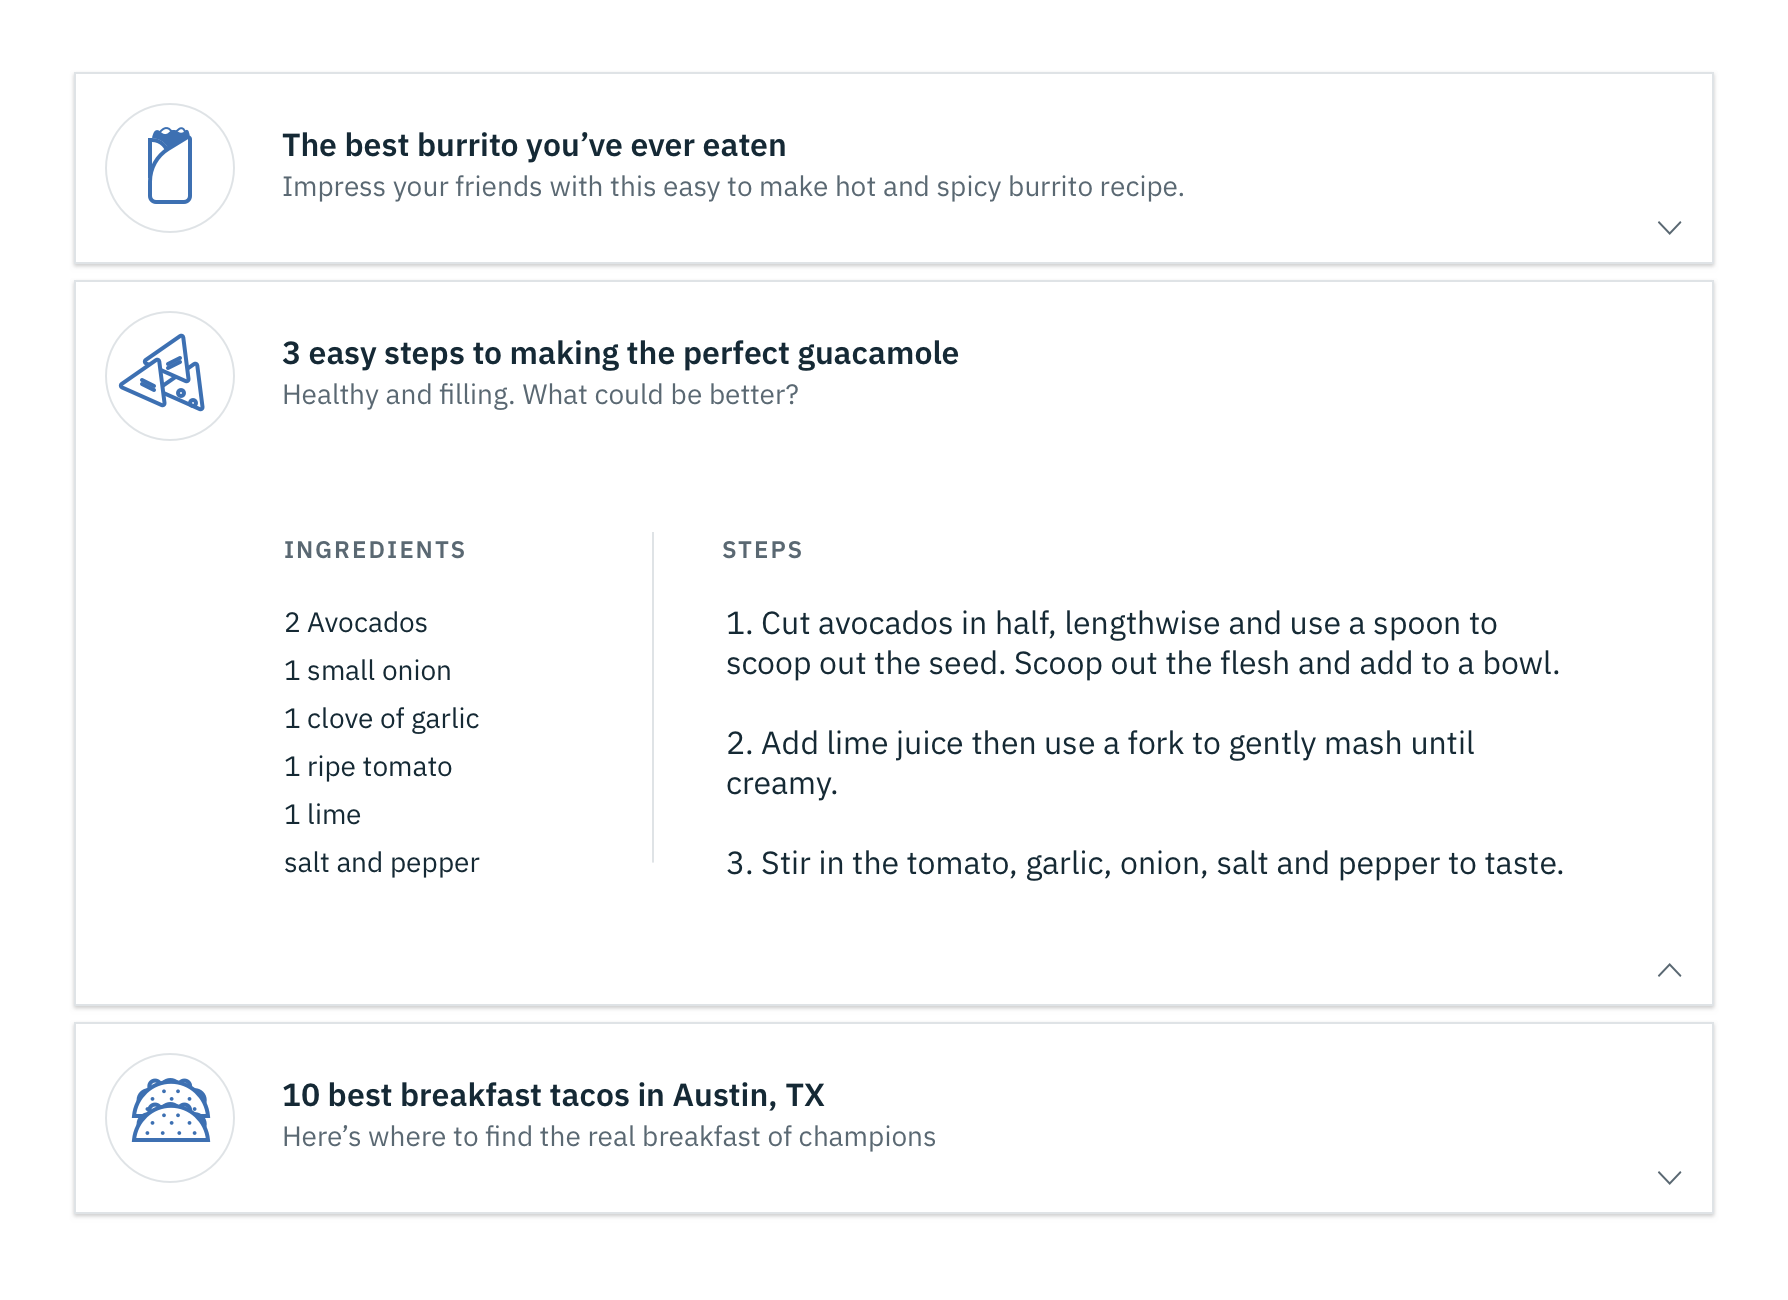 The best burrito you’ve ever eaten
Impress your friends with this easy to make hot and spicy burrito recipe.
3 easy steps to making the perfect guacamole
Healthy and filling. What could be better?
INGREDIENTS
2 Avocados
1 small onion
1 clove of garlic
1 ripe tomato
1 lime
salt and pepper
STEPS
1. Cut avocados in half, lengthwise and use a spoon to
scoop out the seed. Scoop out the flesh and add to a bowl.
2. Add lime juice then use a fork to gently mash until
creamy.
3. Stir in the tomato, garlic, onion, salt and pepper to taste.
10 best breakfast tacos in Austin, TX
Here’s where to find the real breakfast of champions